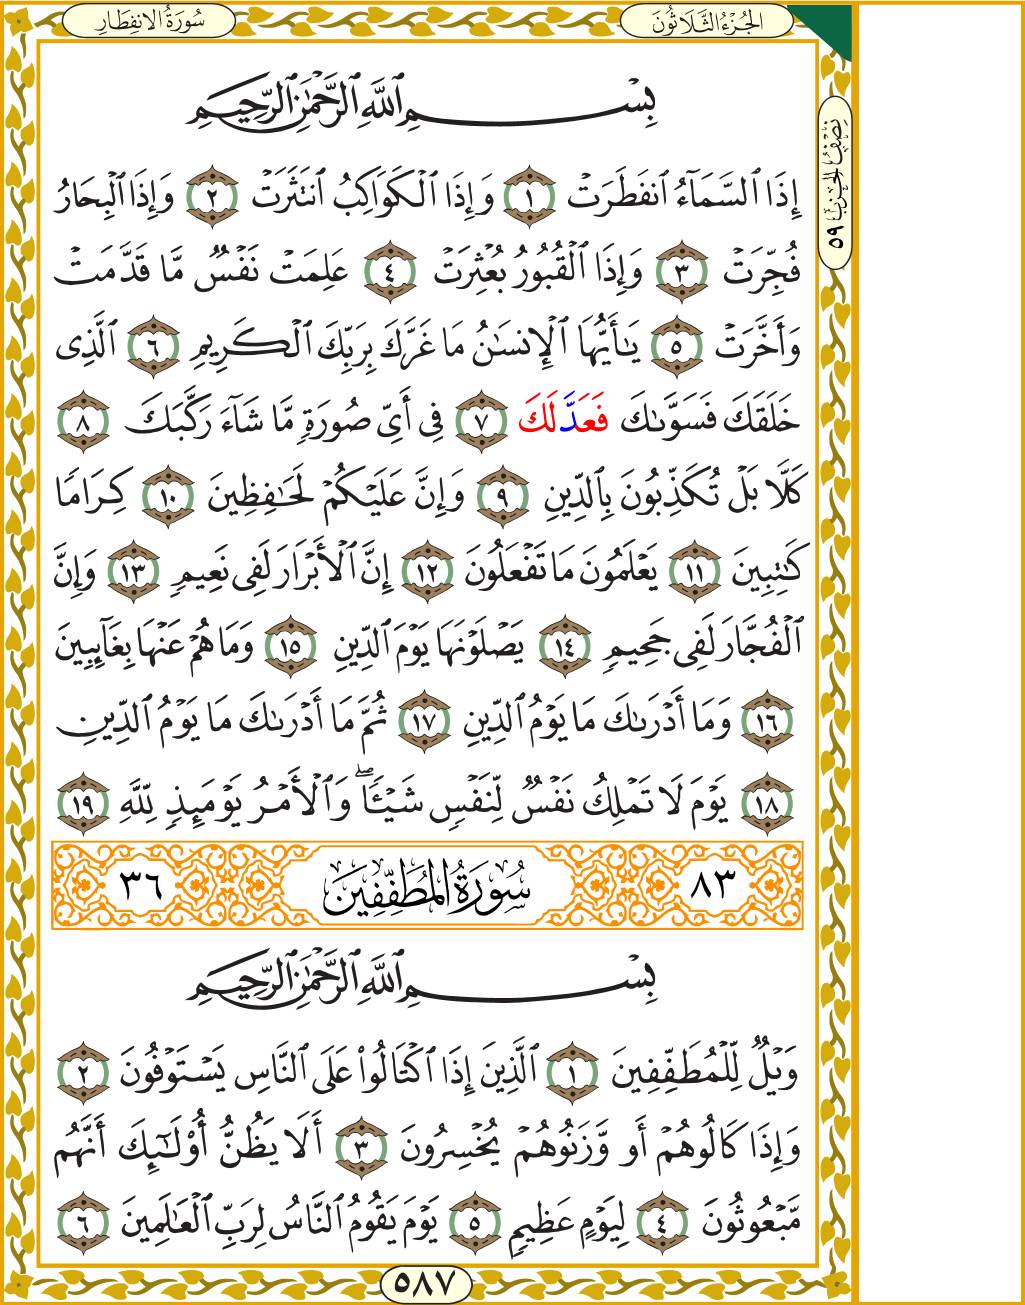 سُورَةُ الانفِطَارِ
الجُزْءُ الثَّلَاثُونَ
نِصْفُ الحِزْبِ ٥٩
بِسْمِ ٱللَّهِ ٱلرَّحْمَٰنِ ٱلرَّحِيمِ
إِذَا ٱلسَّمَآءُ ٱنفَطَرَتْ ١ وَإِذَا ٱلْكَوَاكِبُ ٱنتَثَرَتْ ٢ وَإِذَا ٱلْبِحَارُ
فُجِّرَتْ ٣ وَإِذَا ٱلْقُبُورُ بُعْثِرَتْ ٤ عَلِمَتْ نَفْسٌ مَّا قَدَّمَتْ
وَأَخَّرَتْ ٥ يَٰٓأَيُّهَا ٱلْإِنسَٰنُ مَا غَرَّكَ بِرَبِّكَ ٱلْكَرِيمِ ٦ ٱلَّذِى
خَلَقَكَ فَسَوَّىٰكَ فَعَدَّلَكَ ٧ فِىٓ أَىِّ صُورَةٍ مَّا شَآءَ رَكَّبَكَ ٨
كَلَّا بَلْ تُكَذِّبُونَ بِٱلدِّينِ ٩ وَإِنَّ عَلَيْكُمْ لَحَٰفِظِينَ ١٠ كِرَامًا
كَٰتِبِينَ ١١ يَعْلَمُونَ مَا تَفْعَلُونَ ١٢ إِنَّ ٱلْأَبْرَارَ لَفِى نَعِيمٍ ١٣ وَإِنَّ
ٱلْفُجَّارَ لَفِى جَحِيمٍ ١٤ يَصْلَوْنَهَا يَوْمَ ٱلدِّينِ ١٥ وَمَا هُمْ عَنْهَا بِغَآئِبِينَ
١٦ وَمَآ أَدْرَىٰكَ مَا يَوْمُ ٱلدِّينِ ١٧ ثُمَّ مَآ أَدْرَىٰكَ مَا يَوْمُ ٱلدِّينِ
١٨ يَوْمَ لَا تَمْلِكُ نَفْسٌ لِّنَفْسٍ شَيْـًٔا ۖ وَٱلْأَمْرُ يَوْمَئِذٍ لِّلَّهِ ١٩
٨٣ سُورَةُ المُطَفِّفِينَ ٣٦
بِسْمِ ٱللَّهِ ٱلرَّحْمَٰنِ ٱلرَّحِيمِ
وَيْلٌ لِّلْمُطَفِّفِينَ ١ ٱلَّذِينَ إِذَا ٱكْتَالُوا۟ عَلَى ٱلنَّاسِ يَسْتَوْفُونَ ٢
وَإِذَا كَالُوهُمْ أَو وَّزَنُوهُمْ يُخْسِرُونَ ٣ أَلَا يَظُنُّ أُو۟لَٰٓئِكَ أَنَّهُم
مَّبْعُوثُونَ ٤ لِيَوْمٍ عَظِيمٍ ٥ يَوْمَ يَقُومُ ٱلنَّاسُ لِرَبِّ ٱلْعَٰلَمِينَ ٦
٥٨٧